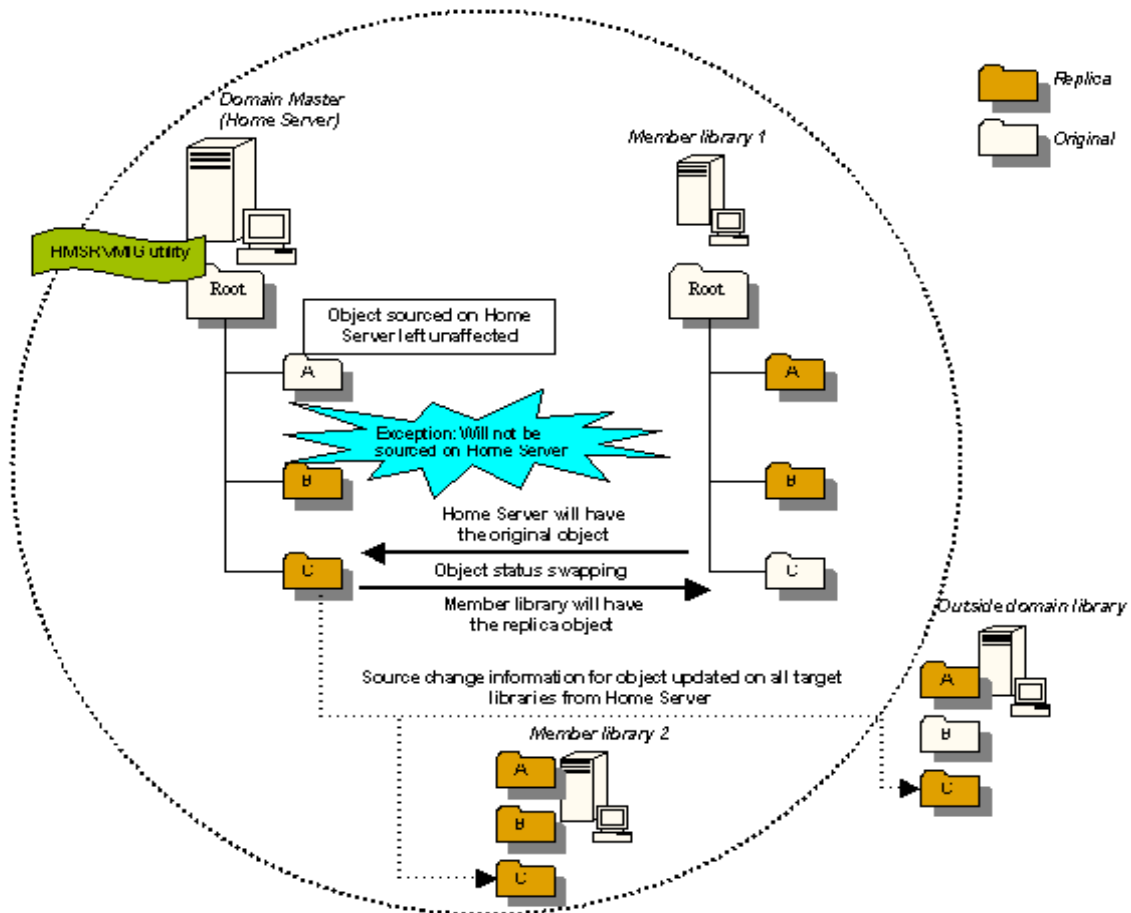 Domain Master
(Home Server)
Member library 1
Replica
Original
HMSRVMIG utility
Root
Root
Object sourced on Home
Server left unaffected
A
A
Exception: Will not be
sourced on Home Server
B
B
Home Server will have
the original object
C
Object status swapping
C
Member library will have
the replica object
Outside domain library
Source change information for object updated on all target
libraries from Home Server
A
B
C
Member library 2
A
B
C